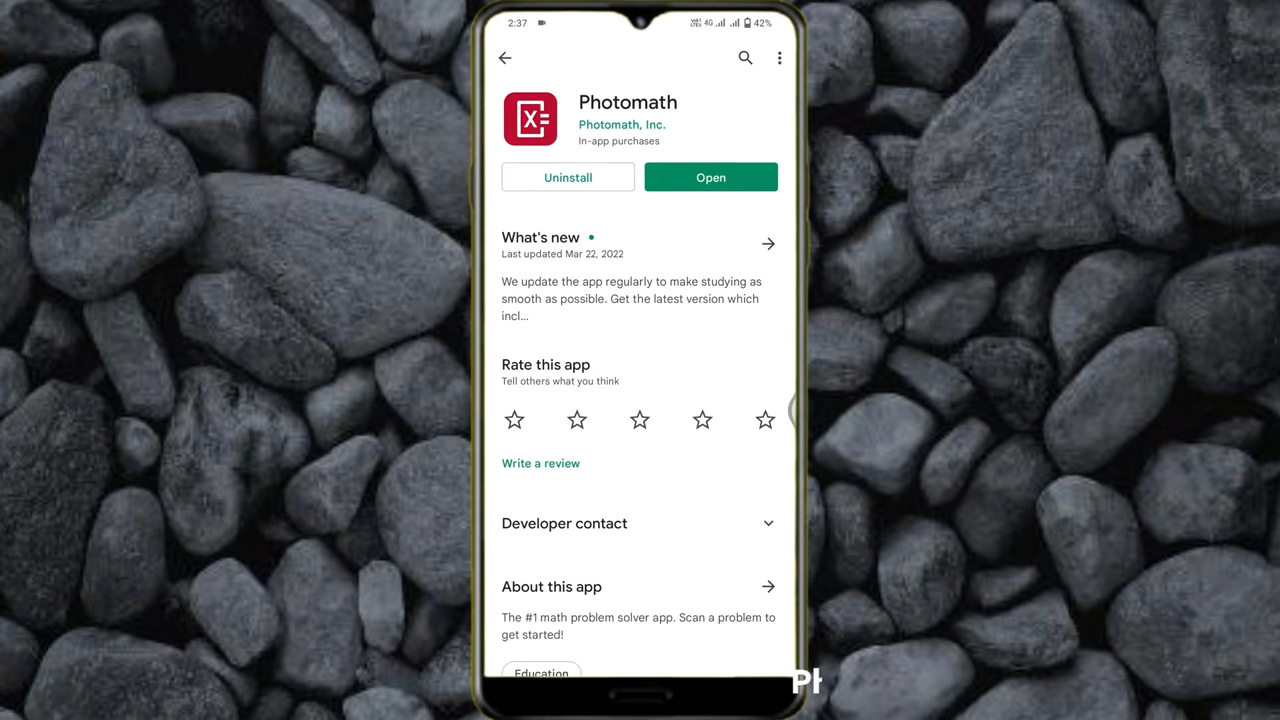 2:37
4G 42%
Photomath
Photomath, Inc.
In-app purchases
Uninstall
Open
What's new
Last updated Mar 22, 2022
We update the app regularly to make studying as
smooth as possible. Get the latest version which
incl...
Rate this app
Tell others what you think
Write a review
Developer contact
About this app
The #1 math problem solver app. Scan a problem to
get started!
Education